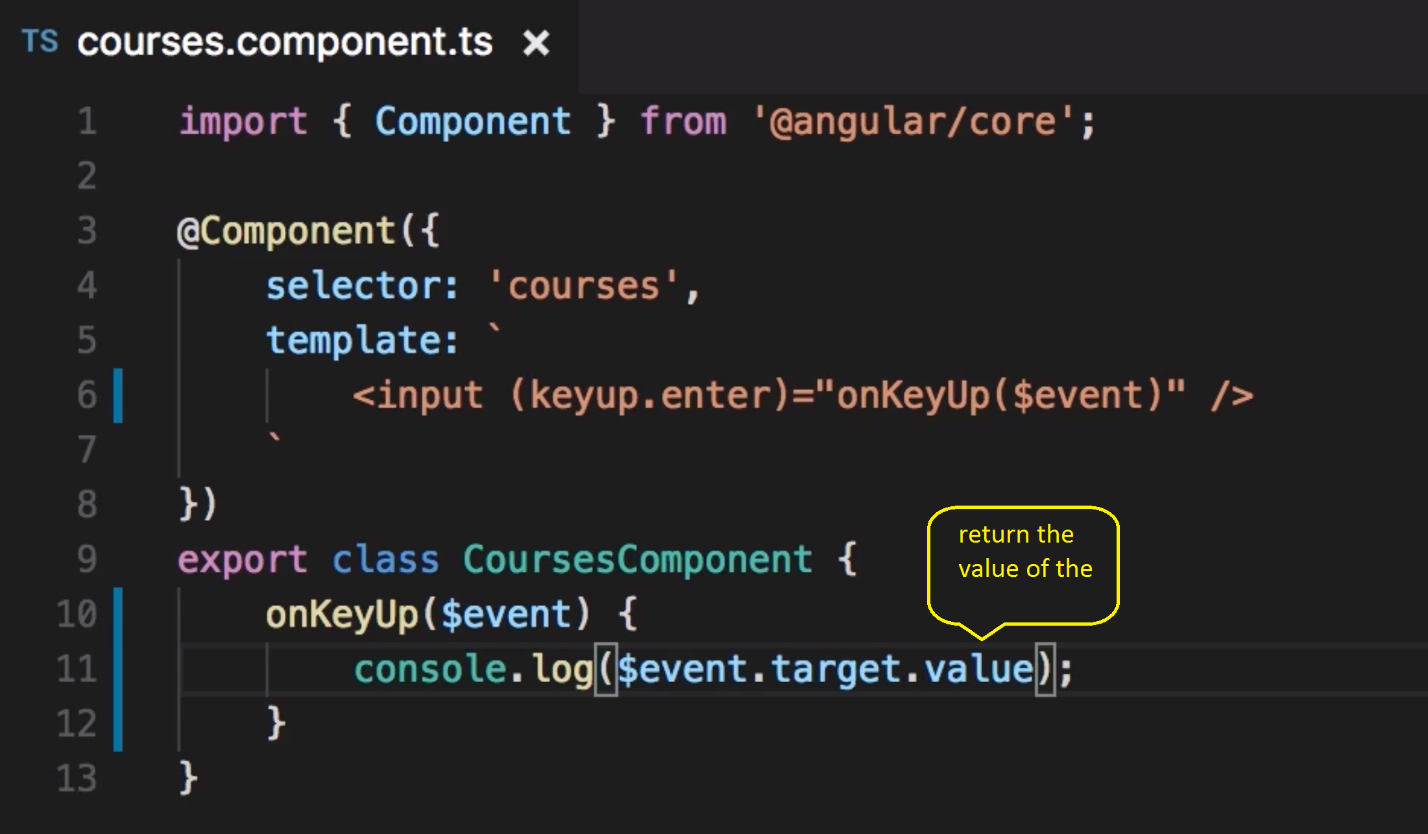 TS courses.component.ts ×
1 import { Component } from '@angular/core';
2
3 @Component({
4 selector: 'courses',
5 template: `
6 <input (keyup.enter)="onKeyUp($event)" />
7 `
8 })
9 export class CoursesComponent {
10 onKeyUp($event) {
11 console.log($event.target.value);
12 }
13 }
return the
value of the